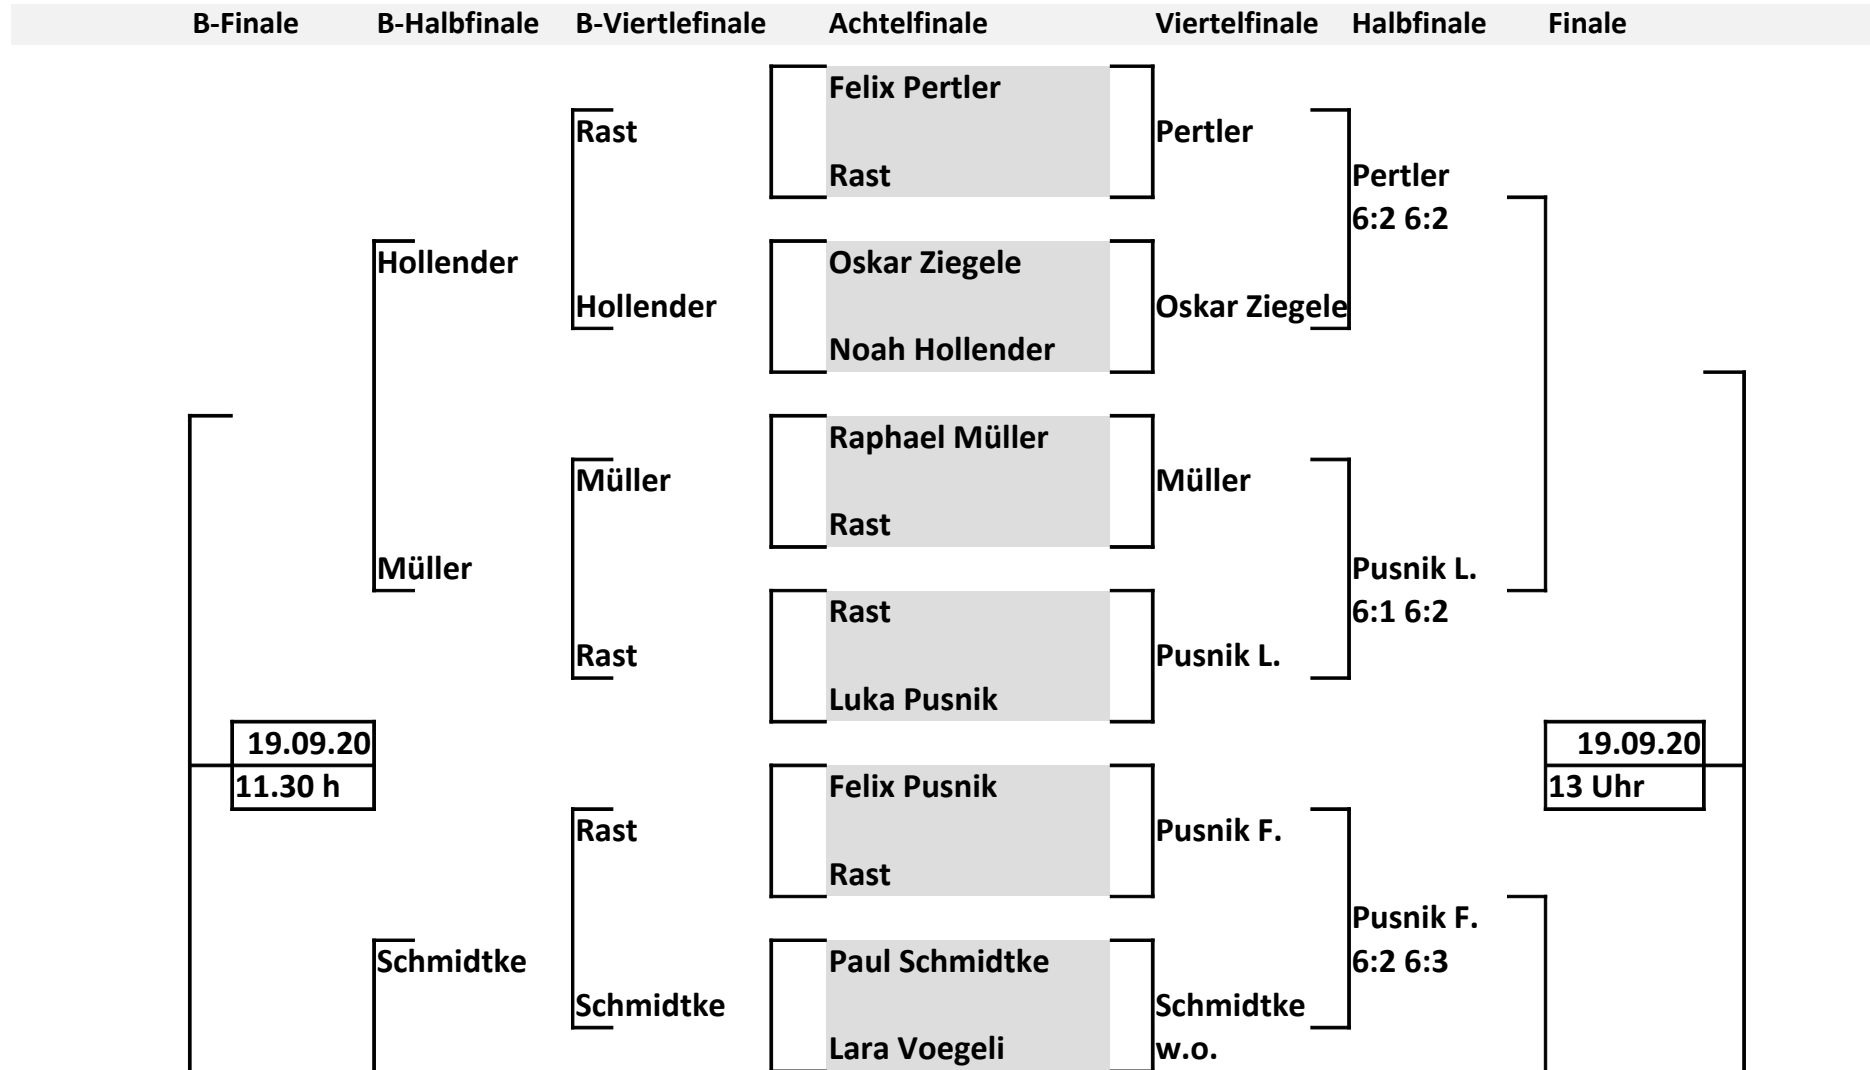 B-Finale B-Halbfinale B-Viertlefinale Achtelfinale Viertelfinale Halbfinale Finale
Felix Pertler
Rast Pertler
Rast Pertler
6:2 6:2
Hollender Oskar Ziegele
Hollender Oskar Ziegele
Noah Hollender
Raphael Müller
Müller Müller
Rast
Müller Pusnik L.
Rast 6:1 6:2
Rast Pusnik L.
Luka Pusnik
19.09.20 19.09.20
11.30 h Felix Pusnik 13 Uhr
Rast Pusnik F.
Rast
Pusnik F.
Schmidtke Paul Schmidtke 6:2 6:3
Schmidtke Schmidtke
Lara Voegeli w.o.